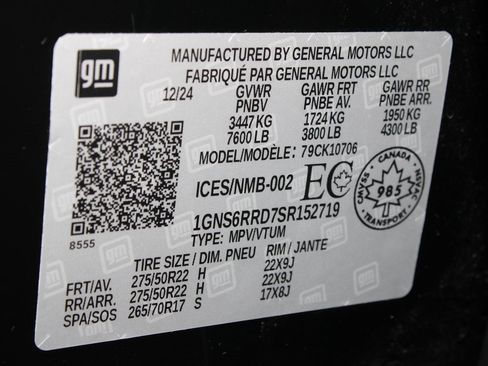 gm
MANUFACTURED BY GENERAL MOTORS LLC
FABRIQUÉ PAR GENERAL MOTORS LLC
12/24 GVWR GAWR FRT GAWR RR
PNBV PNBE AV. PNBE ARR.
3447 KG 1724 KG 1950 KG
7600 LB 3800 LB 4300 LB
MODEL/MODÈLE: 79CK10706
ICES/NMB-002 EC
CANADA
CMVSS 985 NSVAC
TRANSPORT
1GNS6RRD7SR152719
8555 TYPE: MPV/VTUM
TIRE SIZE / DIM. PNEU RIM / JANTE
FRT/AV. 275/50R22 H 22X9J
RR/ARR. 275/50R22 H 22X9J
SPA/SOS 265/70R17 S 17X8J